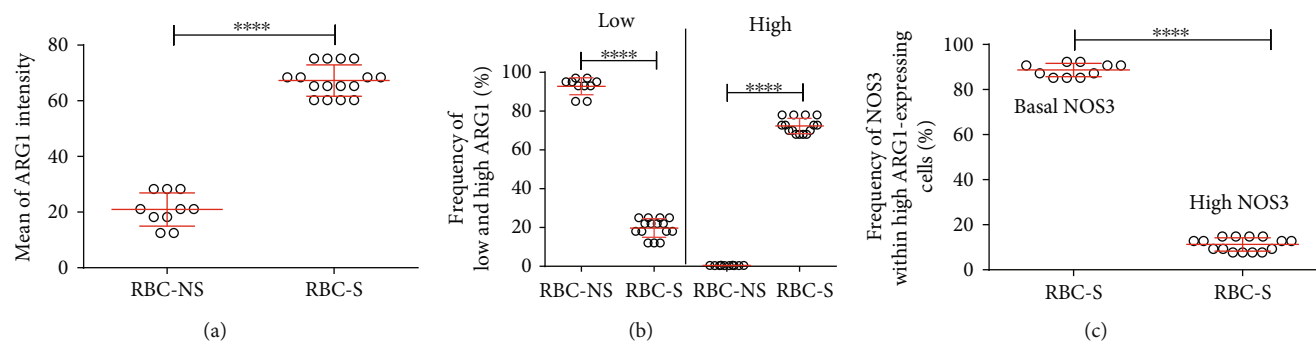 Mean of ARG1 intensity
80
60
40
20
0
****
RBC-NS
RBC-S
(a)
Frequency of
low and high ARG1 (%)
100
80
60
40
20
0
Low
High
****
****
RBC-NS
RBC-S
RBC-NS
RBC-S
(b)
Frequency of NOS3
within high ARG1-expressing
cells (%)
100
80
60
40
20
0
****
Basal NOS3
High NOS3
RBC-S
RBC-S
(c)